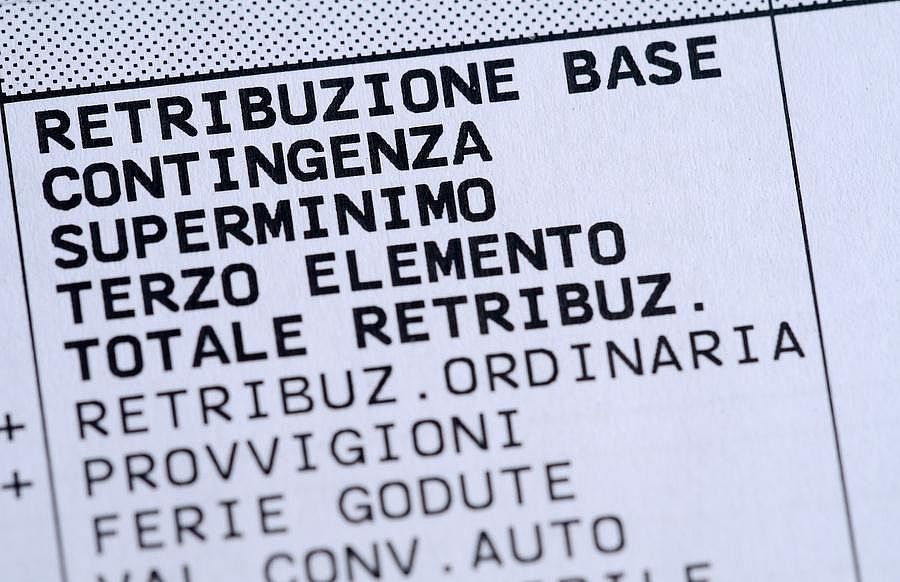 RETRIBUZIONE BASE
CONTINGENZA
SUPERMINIMO
TERZO ELEMENTO
TOTALE RETRIBUZ.
+ RETRIBUZ.ORDINARIA
+ PROVVIGIONI
FERIE GODUTE
VAL CONV.AUTO